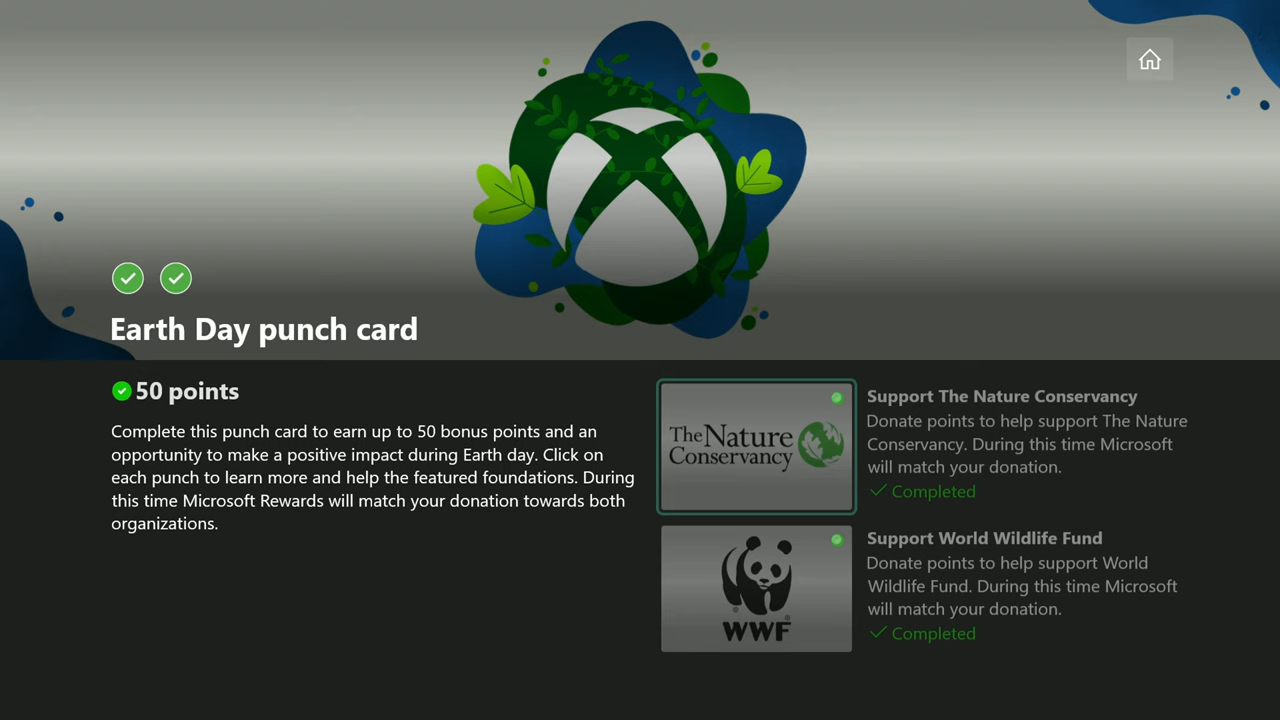 Earth Day punch card
50 points
Complete this punch card to earn up to 50 bonus points and an
opportunity to make a positive impact during Earth day. Click on
each punch to learn more and help the featured foundations. During
this time Microsoft Rewards will match your donation towards both
organizations.
The Nature
Conservancy
Support The Nature Conservancy
Donate points to help support The Nature
Conservancy. During this time Microsoft
will match your donation.
Completed
WWF
Support World Wildlife Fund
Donate points to help support World
Wildlife Fund. During this time Microsoft
will match your donation.
Completed